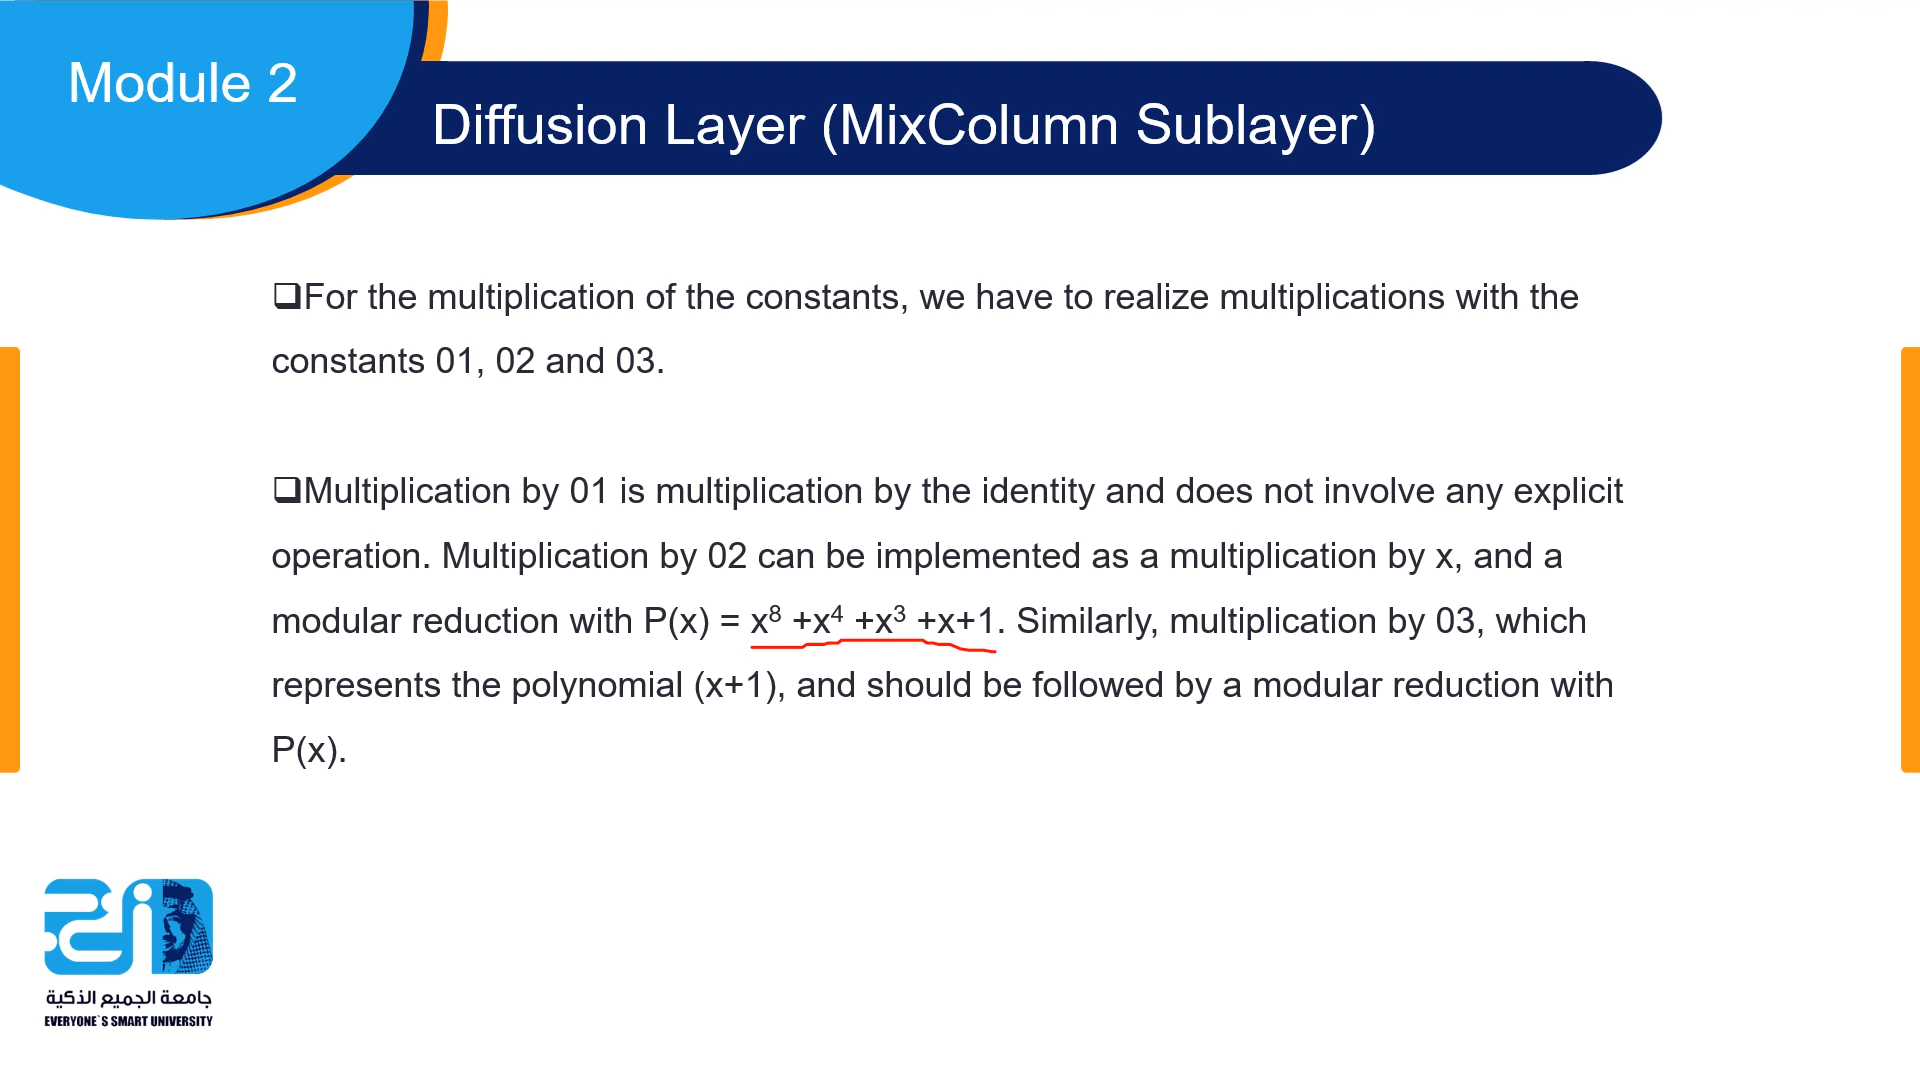 Module 2
Diffusion Layer (MixColumn Sublayer)
❑For the multiplication of the constants, we have to realize multiplications with the
constants 01, 02 and 03.
❑Multiplication by 01 is multiplication by the identity and does not involve any explicit
operation. Multiplication by 02 can be implemented as a multiplication by x, and a
modular reduction with P(x) = x⁸ +x⁴ +x³ +x+1. Similarly, multiplication by 03, which
represents the polynomial (x+1), and should be followed by a modular reduction with
P(x).
جامعة الجميع الذكية
EVERYONE`S SMART UNIVERSITY